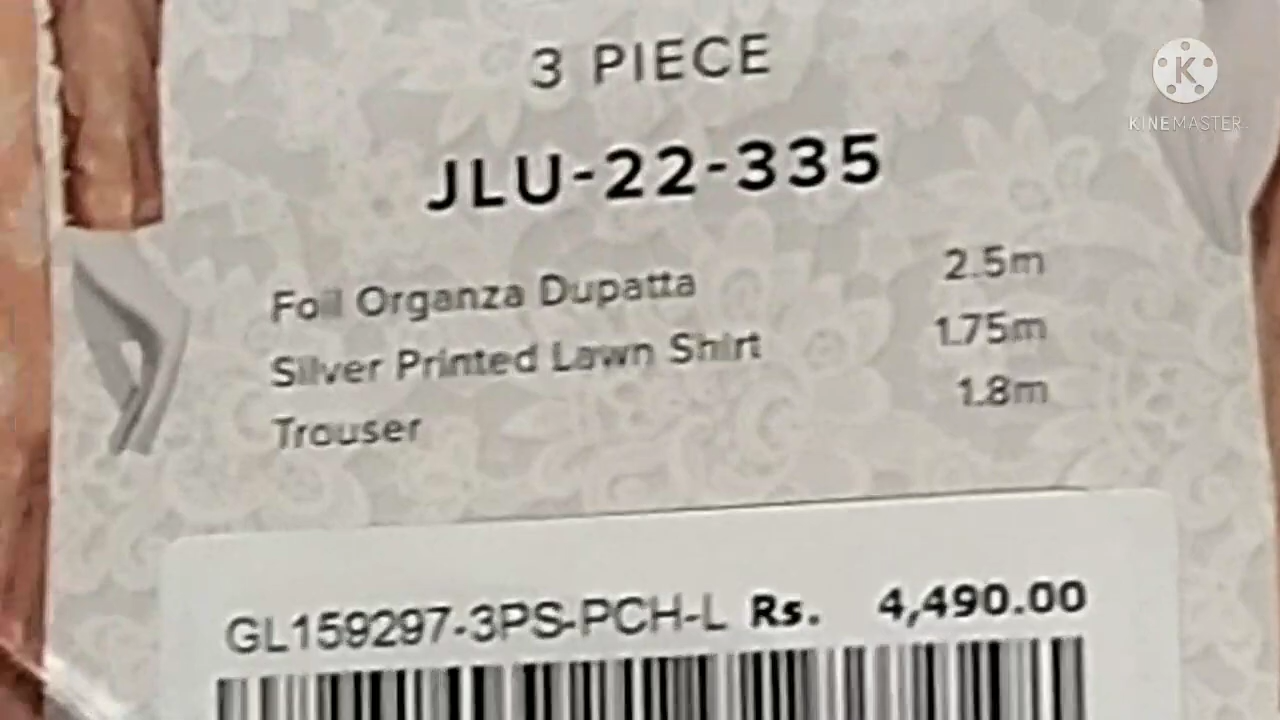 3 PIECE
JLU-22-335
Foil Organza Dupatta 2.5m
Silver Printed Lawn Shirt 1.75m
Trouser 1.8m
GL159297-3PS-PCH-L Rs. 4,490.00
K
KINEMASTER